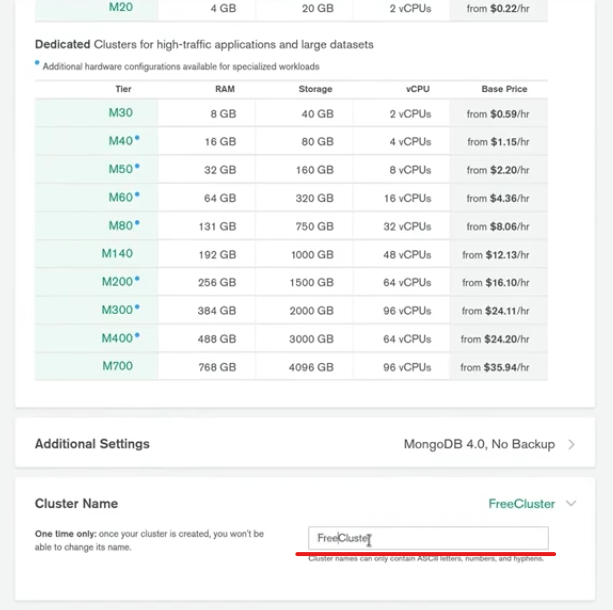 M20 4 GB 20 GB 2 vCPUs from $0.22/hr
Dedicated Clusters for high-traffic applications and large datasets
Additional hardware configurations available for specialized workloads
Tier RAM Storage vCPU Base Price
M30 8 GB 40 GB 2 vCPUs from $0.59/hr
M40 16 GB 80 GB 4 vCPUs from $1.15/hr
M50 32 GB 160 GB 8 vCPUs from $2.20/hr
M60 64 GB 320 GB 16 vCPUs from $4.36/hr
M80 131 GB 750 GB 32 vCPUs from $8.06/hr
M140 192 GB 1000 GB 48 vCPUs from $12.13/hr
M200 256 GB 1500 GB 64 vCPUs from $16.10/hr
M300 384 GB 2000 GB 96 vCPUs from $24.11/hr
M400 488 GB 3000 GB 64 vCPUs from $24.20/hr
M700 768 GB 4096 GB 96 vCPUs from $35.94/hr
Additional Settings MongoDB 4.0, No Backup
Cluster Name FreeCluster
One time only: once your cluster is created, you won't be
able to change its name.
FreeCluster
Cluster names can only contain ASCII letters, numbers, and hyphens.